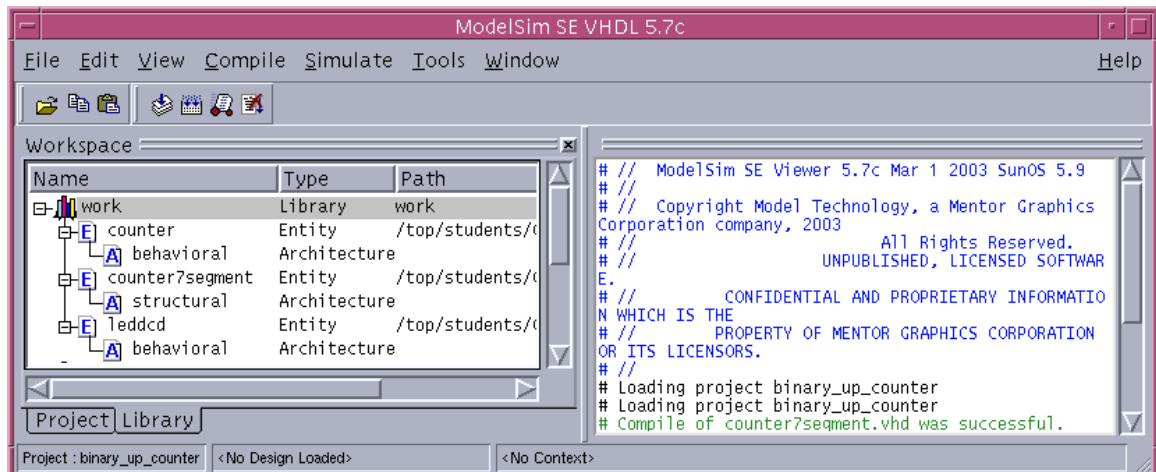 ModelSim SE VHDL 5.7c
File Edit View Compile Simulate Tools Window Help
Workspace
Name Type Path
work Library work
E counter Entity /top/students/
A behavioral Architecture
E counter7segment Entity /top/students/
A structural Architecture
E leddcd Entity /top/students/
A behavioral Architecture
Project Library
# // ModelSim SE Viewer 5.7c Mar 1 2003 SunOS 5.9
# //
# // Copyright Model Technology, a Mentor Graphics
Corporation company, 2003
# // All Rights Reserved.
# // UNPUBLISHED, LICENSED SOFTWAR
E.
# // CONFIDENTIAL AND PROPRIETARY INFORMATIO
N WHICH IS THE
# // PROPERTY OF MENTOR GRAPHICS CORPORATION
OR ITS LICENSORS.
# //
# Loading project binary_up_counter
# Loading project binary_up_counter
# Compile of counter7segment.vhd was successful.
Project : binary_up_counter <No Design Loaded> <No Context>